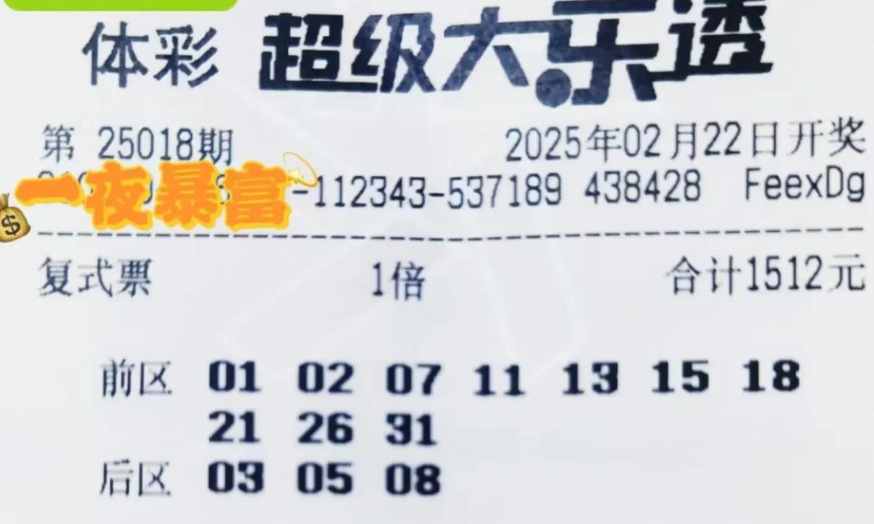 体彩 超级大乐透
第 25018期 2025年02月22日开奖
一夜暴富 -112343-537189 438428 FeexDg
复式票 1倍 合计1512元
前区 01 02 07 11 13 15 18
21 26 31
后区 03 05 08